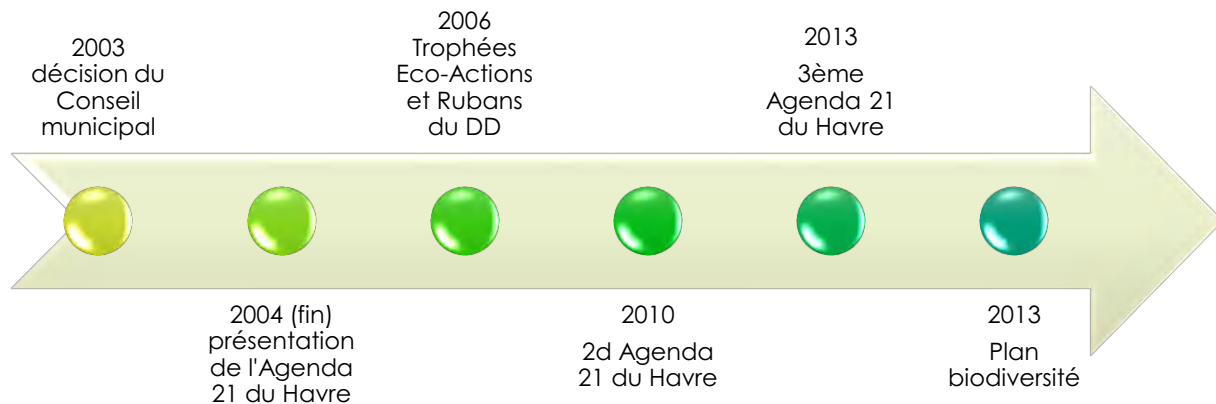 2003
décision du
Conseil
municipal
2004 (fin)
présentation
de l'Agenda
21 du Havre
2006
Trophées
Eco-Actions
et Rubans
du DD
2010
2d Agenda
21 du Havre
2013
3ème
Agenda 21
du Havre
2013
Plan
biodiversité